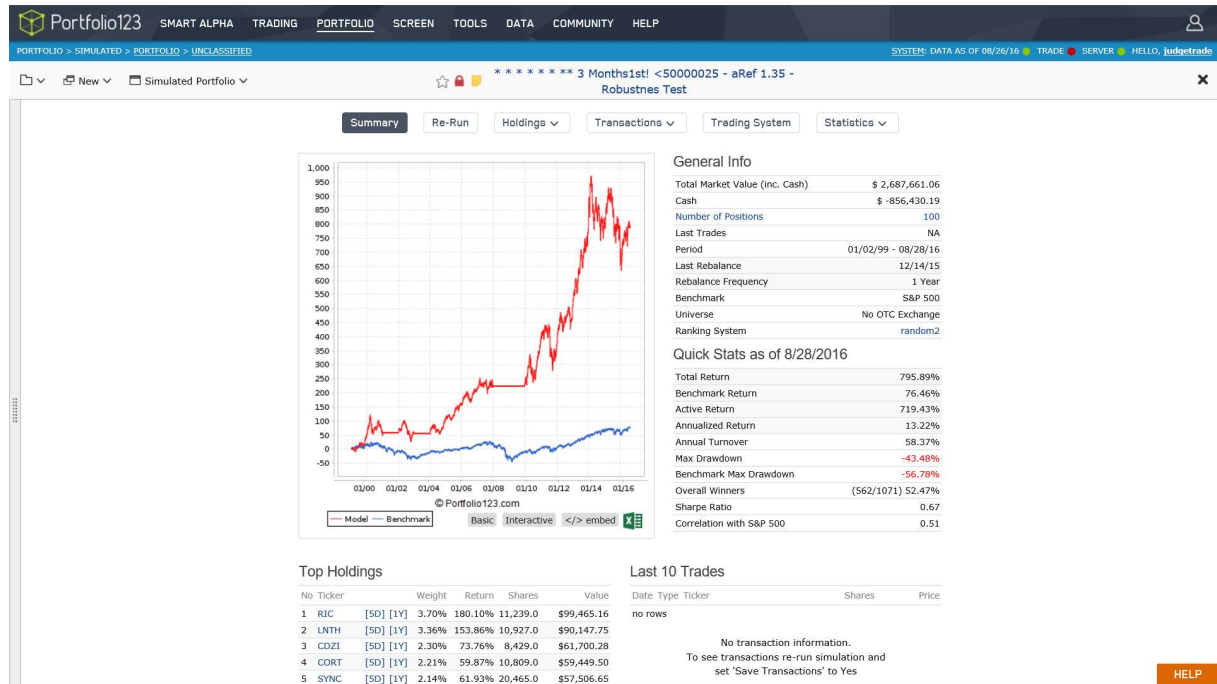 Portfolio123 SMART ALPHA TRADING PORTFOLIO SCREEN TOOLS DATA COMMUNITY HELP
PORTFOLIO > SIMULATED > PORTFOLIO > UNCLASSIFIED SYSTEM: DATA AS OF 08/26/16 TRADE SERVER HELLO, judgetrade
New Simulated Portfolio * * * * * * ** 3 Months1st! <50000025 - aRef 1.35 -
Robustnes Test
Summary Re-Run Holdings Transactions Trading System Statistics
1,000
950
900
850
800
750
700
650
600
550
500
450
400
350
300
250
200
150
100
50
0
-50
01/00 01/02 01/04 01/06 01/08 01/10 01/12 01/14 01/16
© Portfolio123.com
Model Benchmark Basic Interactive </> embed
General Info
Total Market Value (inc. Cash) $ 2,687,661.06
Cash $ -856,430.19
Number of Positions 100
Last Trades NA
Period 01/02/99 - 08/28/16
Last Rebalance 12/14/15
Rebalance Frequency 1 Year
Benchmark S&P 500
Universe No OTC Exchange
Ranking System random2
Quick Stats as of 8/28/2016
Total Return 795.89%
Benchmark Return 76.46%
Active Return 719.43%
Annualized Return 13.22%
Annual Turnover 58.37%
Max Drawdown -43.48%
Benchmark Max Drawdown -56.78%
Overall Winners (562/1071) 52.47%
Sharpe Ratio 0.67
Correlation with S&P 500 0.51
Top Holdings
No Ticker Weight Return Shares Value
1 RIC [5D] [1Y] 3.70% 180.10% 11,239.0 $99,465.16
2 LNTH [5D] [1Y] 3.36% 153.86% 10,927.0 $90,147.75
3 CDZI [5D] [1Y] 2.30% 73.76% 8,429.0 $61,700.28
4 CORT [5D] [1Y] 2.21% 59.87% 10,809.0 $59,449.50
5 SYNC [5D] [1Y] 2.14% 61.93% 20,465.0 $57,506.65
Last 10 Trades
Date Type Ticker Shares Price
no rows
No transaction information.
To see transactions re-run simulation and
set 'Save Transactions' to Yes
HELP